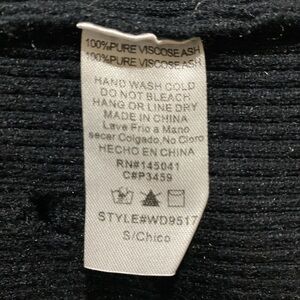 100%PURE VISCOSE ASH
100%PURE VISCOSE ASH
HAND WASH COLD
DO NOT BLEACH
HANG OR LINE DRY
MADE IN CHINA
Lave Frio a Mano
secar Colgado,No Cloro
HECHO EN CHINA
RN#145041
C#P3459
STYLE#WD9517
S/Chico